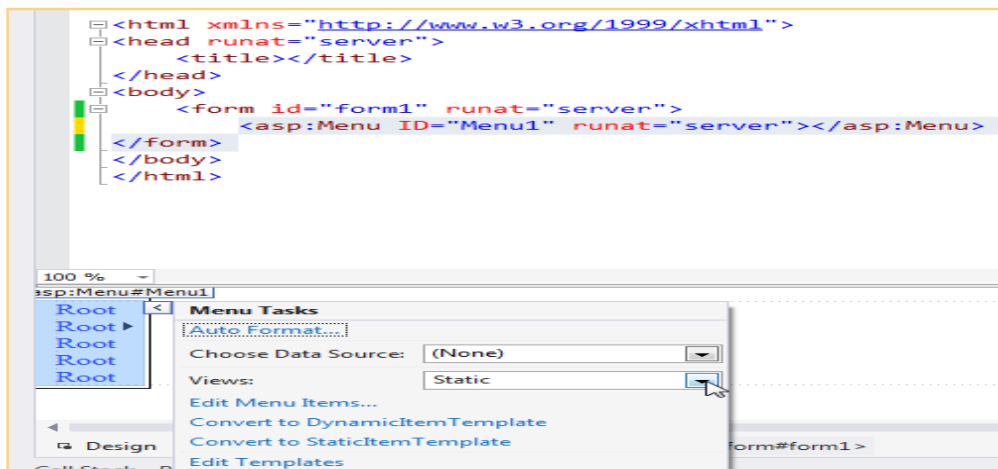 <html xmlns="http://www.w3.org/1999/xhtml">
<head runat="server">
<title></title>
</head>
<body>
<form id="form1" runat="server">
<asp:Menu ID="Menu1" runat="server"></asp:Menu>
</form>
</body>
</html>
100 %
asp:Menu#Menu1
Root
Root
Root
Root
Root
Menu Tasks
Auto Format...
Choose Data Source: (None)
Views: Static
Edit Menu Items...
Convert to DynamicItemTemplate
Convert to StaticItemTemplate
Edit Templates
Design
form#form1>